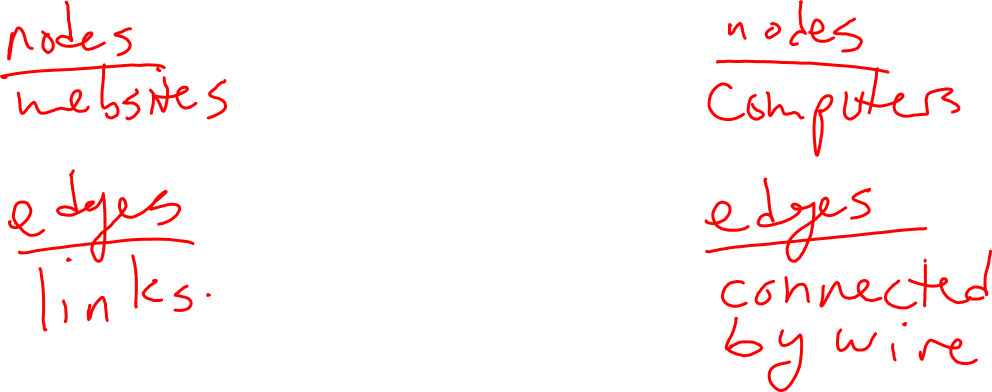 nodes
websites
edges
links.
nodes
Computers
edges
connected
by wire